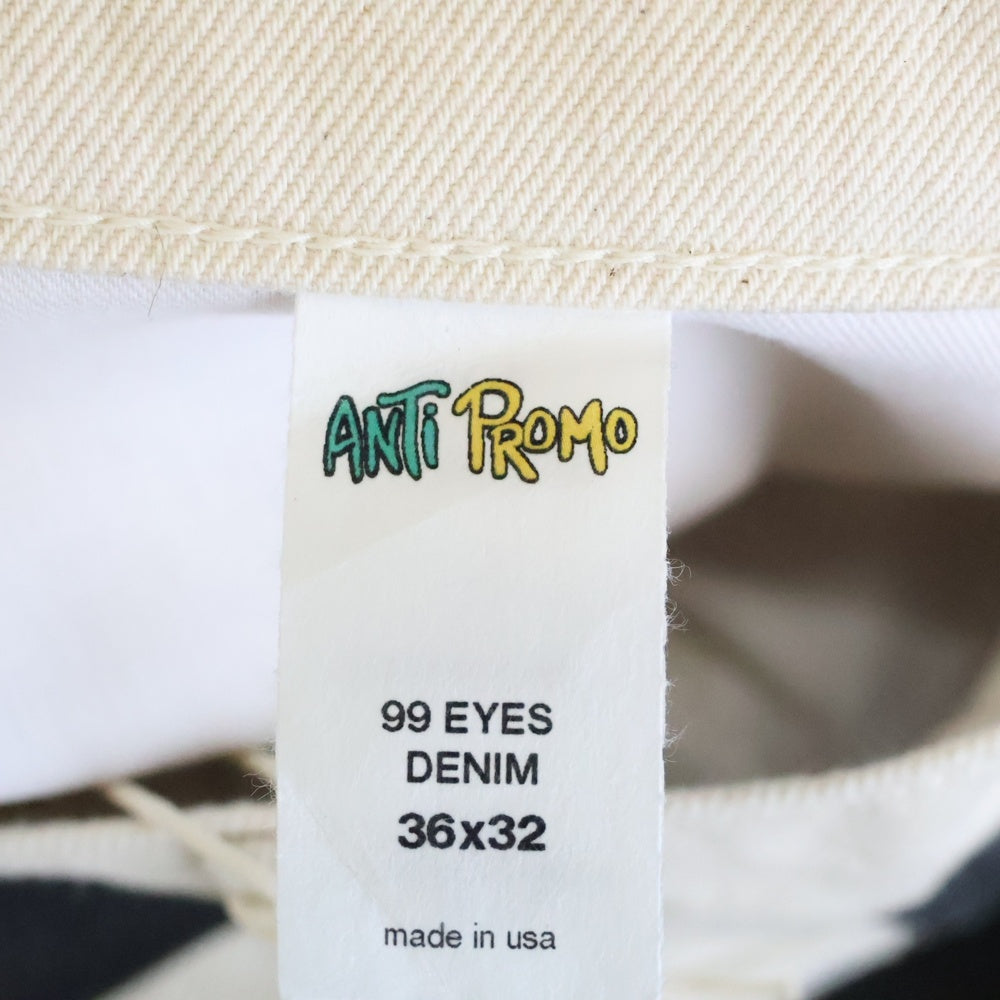 ANTi PROMO
99 EYES
DENIM
36x32
made in usa